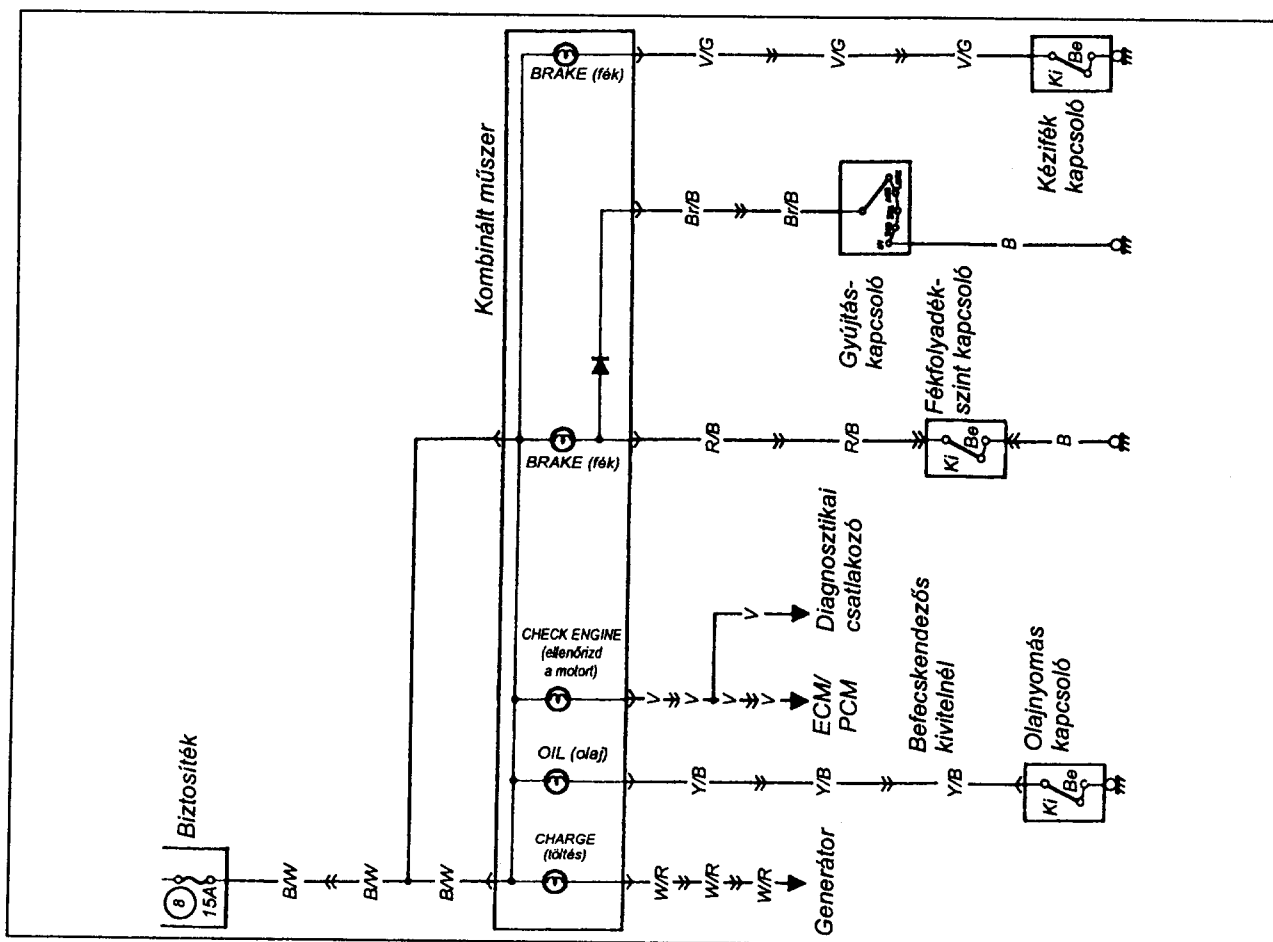 BRAKE (fék)
V/G
V/G
V/G
Ki
Be
Kézifék
kapcsoló
Kombinált műszer
Br/B
Br/B
Gyújtás-
kapcsoló
B
BRAKE (fék)
R/B
R/B
Ki
Be
B
Fékfolyadék-
szint kapcsoló
CHECK ENGINE
(ellenőrizd
a motort)
V
V
V
V
V
Diagnosztikai
csatlakozó
ECM/
PCM
Befecskendezős
kivitelnél
OIL (olaj)
Y/B
Y/B
Y/B
Ki
Be
Olajnyomás
kapcsoló
Biztosíték
8
15A
B/W
B/W
B/W
CHARGE
(töltés)
W/R
W/R
W/R
Generátor